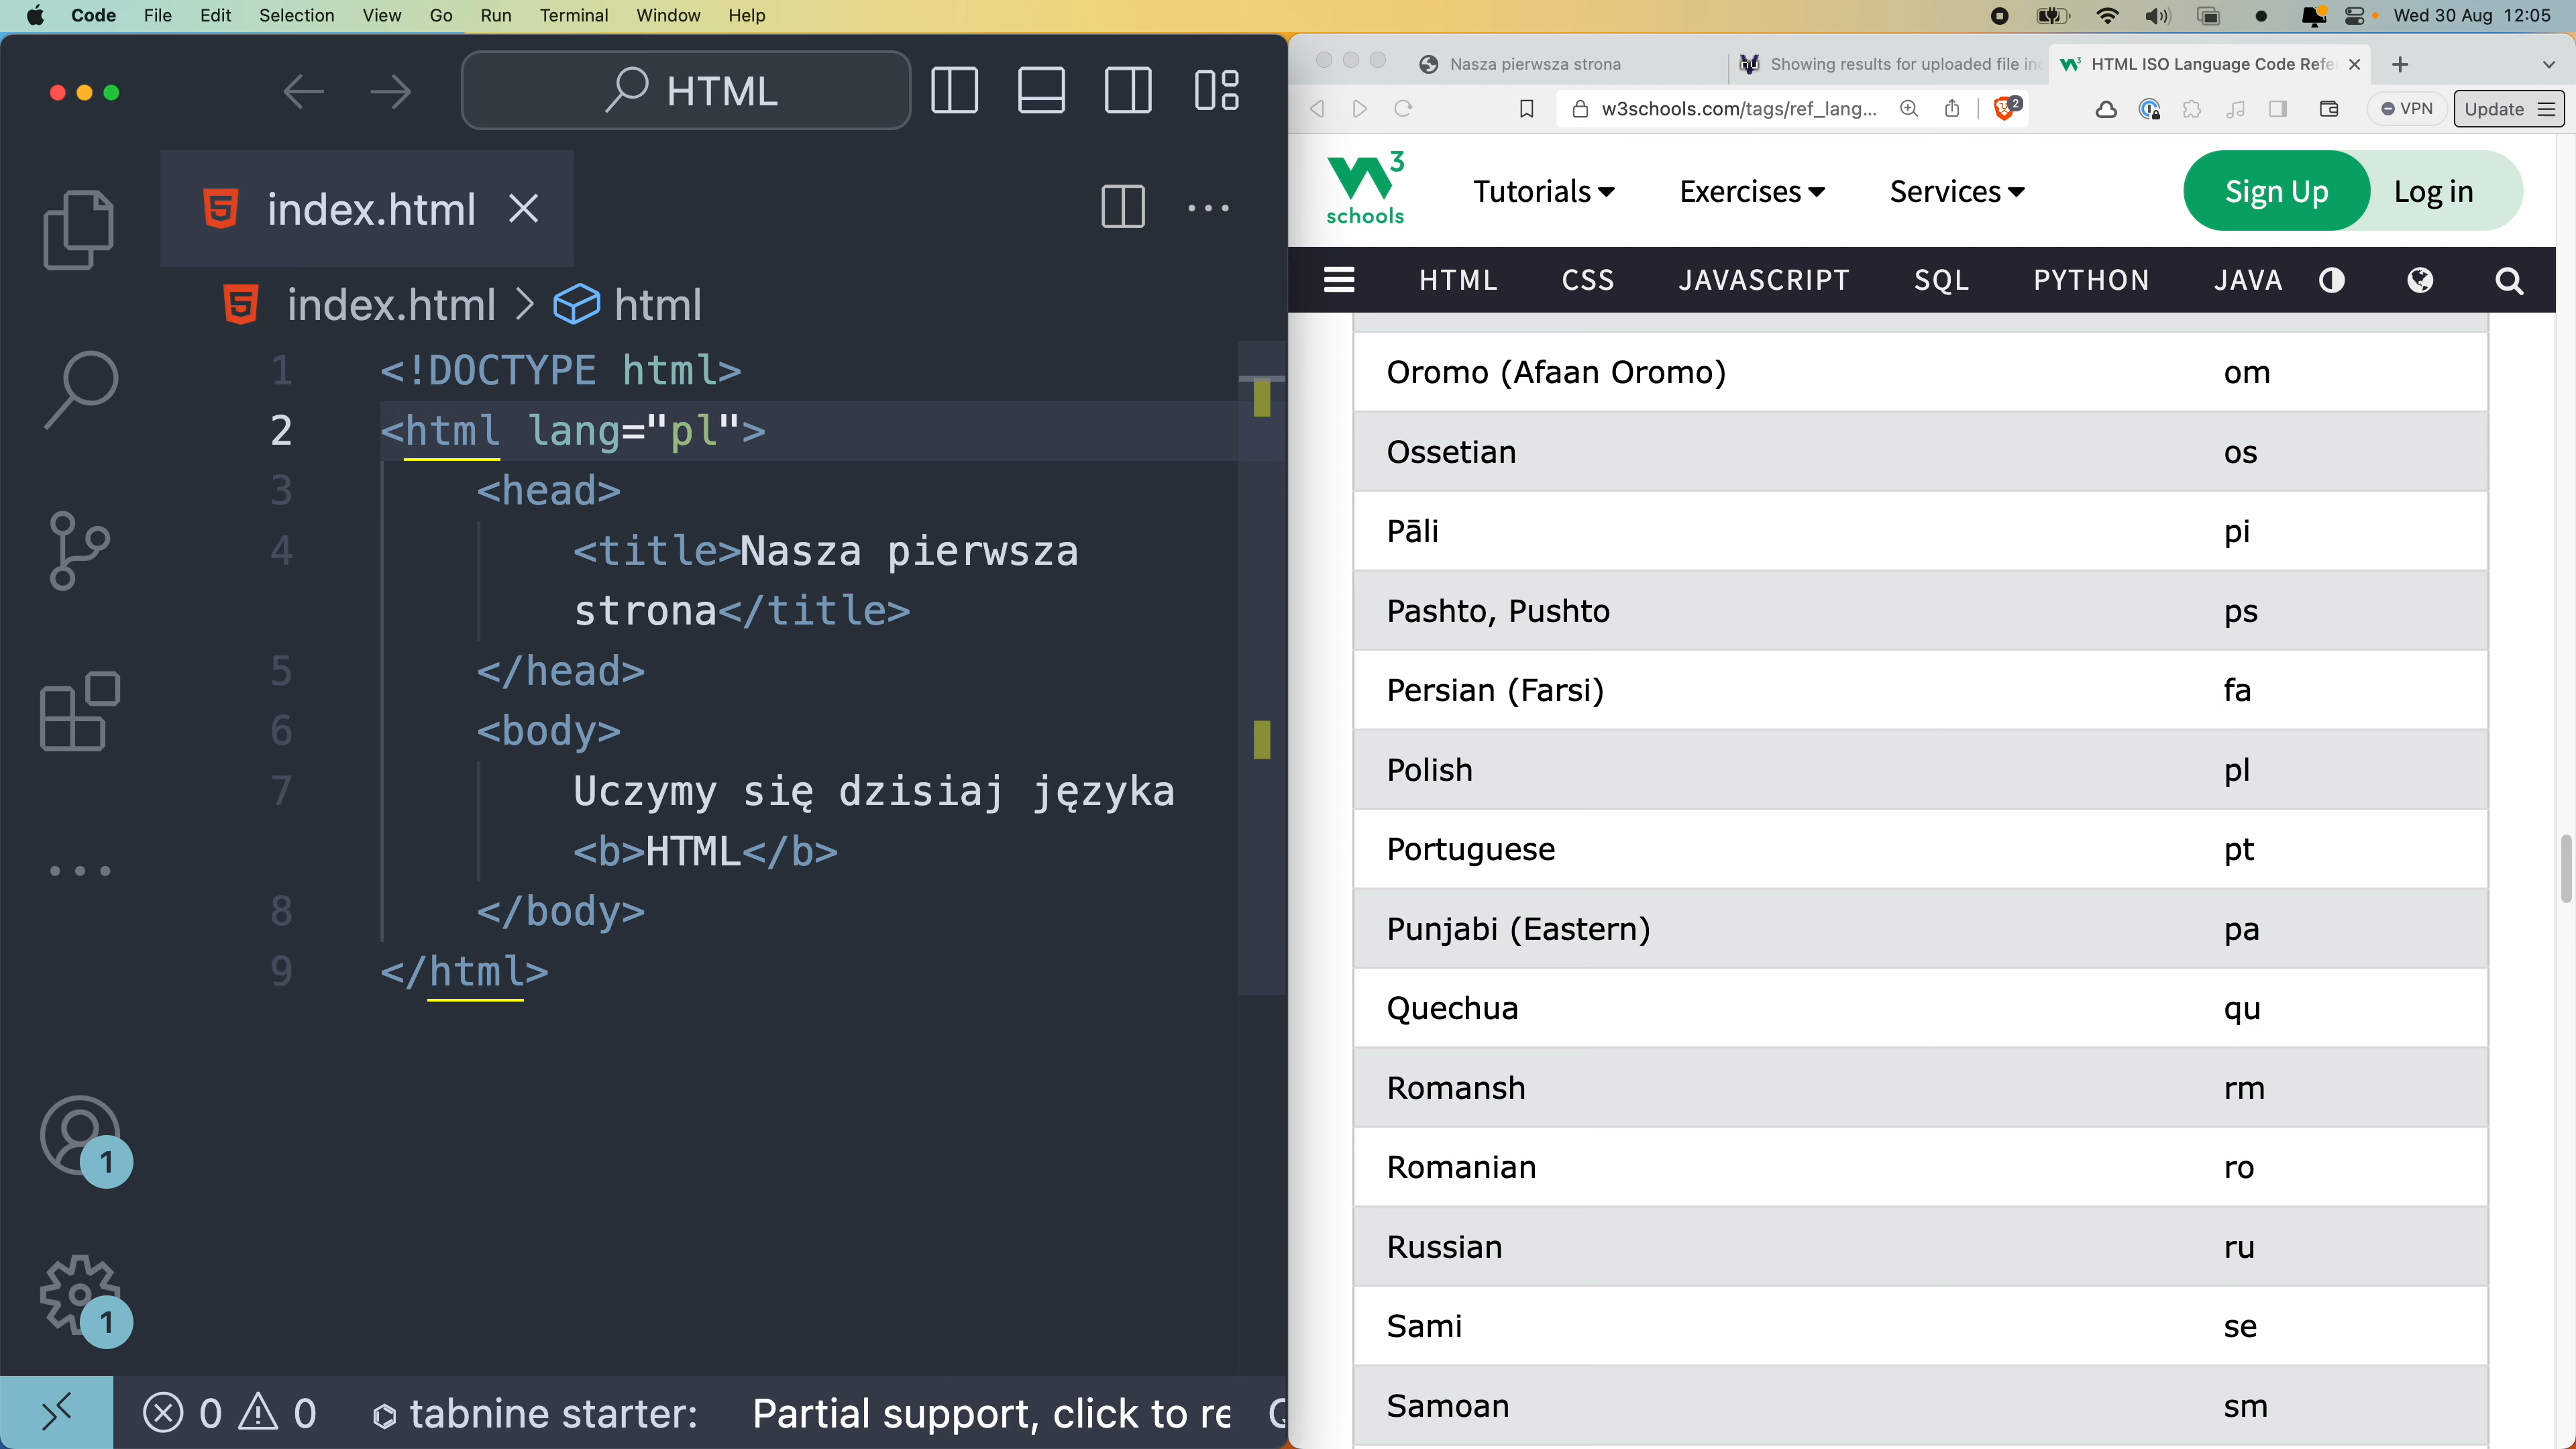 Code File Edit Selection View Go Run Terminal Window Help
Wed 30 Aug 12:05
HTML
index.html
index.html > html
1 <!DOCTYPE html>
2 <html lang="pl">
3 <head>
4 <title>Nasza pierwsza
strona</title>
5 </head>
6 <body>
7 Uczymy się dzisiaj języka
<b>HTML</b>
8 </body>
9 </html>
1
1
0 0 tabnine starter: Partial support, click to re
Nasza pierwsza strona
Showing results for uploaded file in
HTML ISO Language Code Refe
w3schools.com/tags/ref_lang...
2
VPN
Update
W3
schools
Tutorials Exercises Services
Sign Up Log in
HTML CSS JAVASCRIPT SQL PYTHON JAVA
Oromo (Afaan Oromo) om
Ossetian os
Pāli pi
Pashto, Pushto ps
Persian (Farsi) fa
Polish pl
Portuguese pt
Punjabi (Eastern) pa
Quechua qu
Romansh rm
Romanian ro
Russian ru
Sami se
Samoan sm